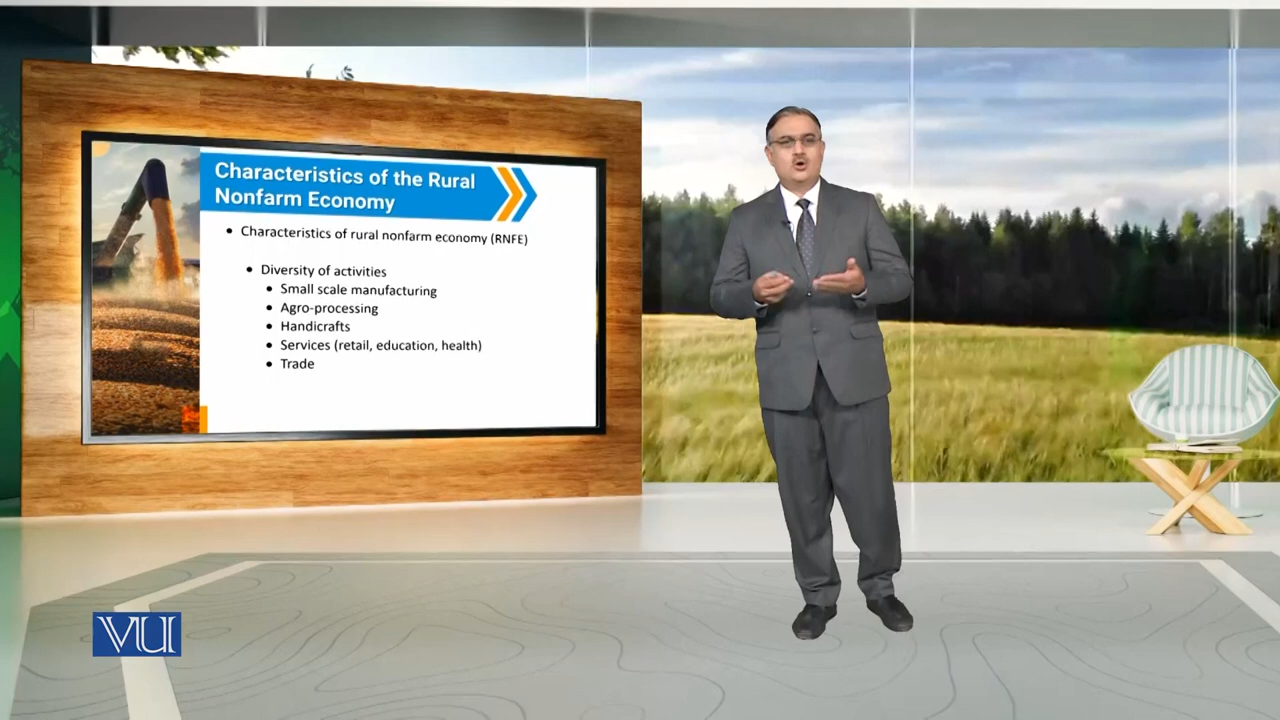 Characteristics of the Rural
Nonfarm Economy
• Characteristics of rural nonfarm economy (RNFE)
• Diversity of activities
• Small scale manufacturing
• Agro-processing
• Handicrafts
• Services (retail, education, health)
• Trade
VU